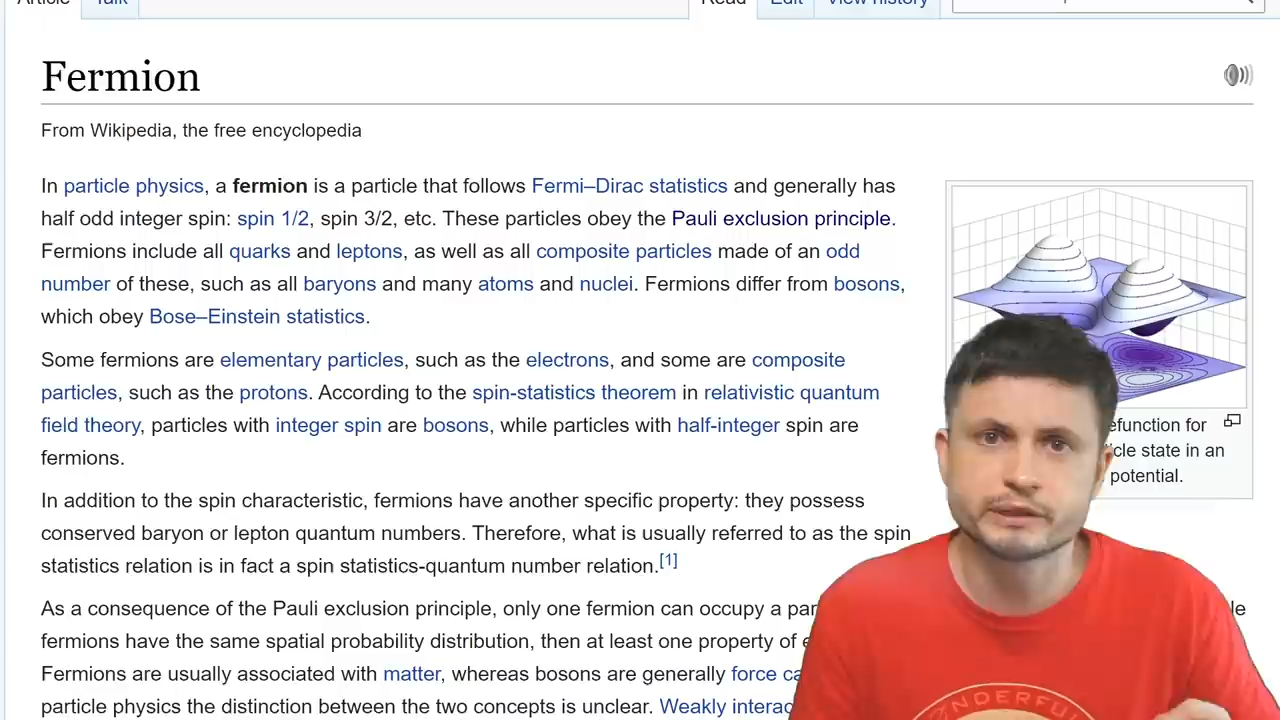 Article Talk Read Edit View history
Fermion
From Wikipedia, the free encyclopedia
In particle physics, a fermion is a particle that follows Fermi–Dirac statistics and generally has
half odd integer spin: spin 1/2, spin 3/2, etc. These particles obey the Pauli exclusion principle.
Fermions include all quarks and leptons, as well as all composite particles made of an odd
number of these, such as all baryons and many atoms and nuclei. Fermions differ from bosons,
which obey Bose–Einstein statistics.
Some fermions are elementary particles, such as the electrons, and some are composite
particles, such as the protons. According to the spin-statistics theorem in relativistic quantum
field theory, particles with integer spin are bosons, while particles with half-integer spin are
fermions.
In addition to the spin characteristic, fermions have another specific property: they possess
conserved baryon or lepton quantum numbers. Therefore, what is usually referred to as the spin
statistics relation is in fact a spin statistics-quantum number relation.[1]
As a consequence of the Pauli exclusion principle, only one fermion can occupy a
fermions have the same spatial probability distribution, then at least one property of
Fermions are usually associated with matter, whereas bosons are generally force
particle physics the distinction between the two concepts is unclear. Weakly
efunction for
icle state in an
potential.